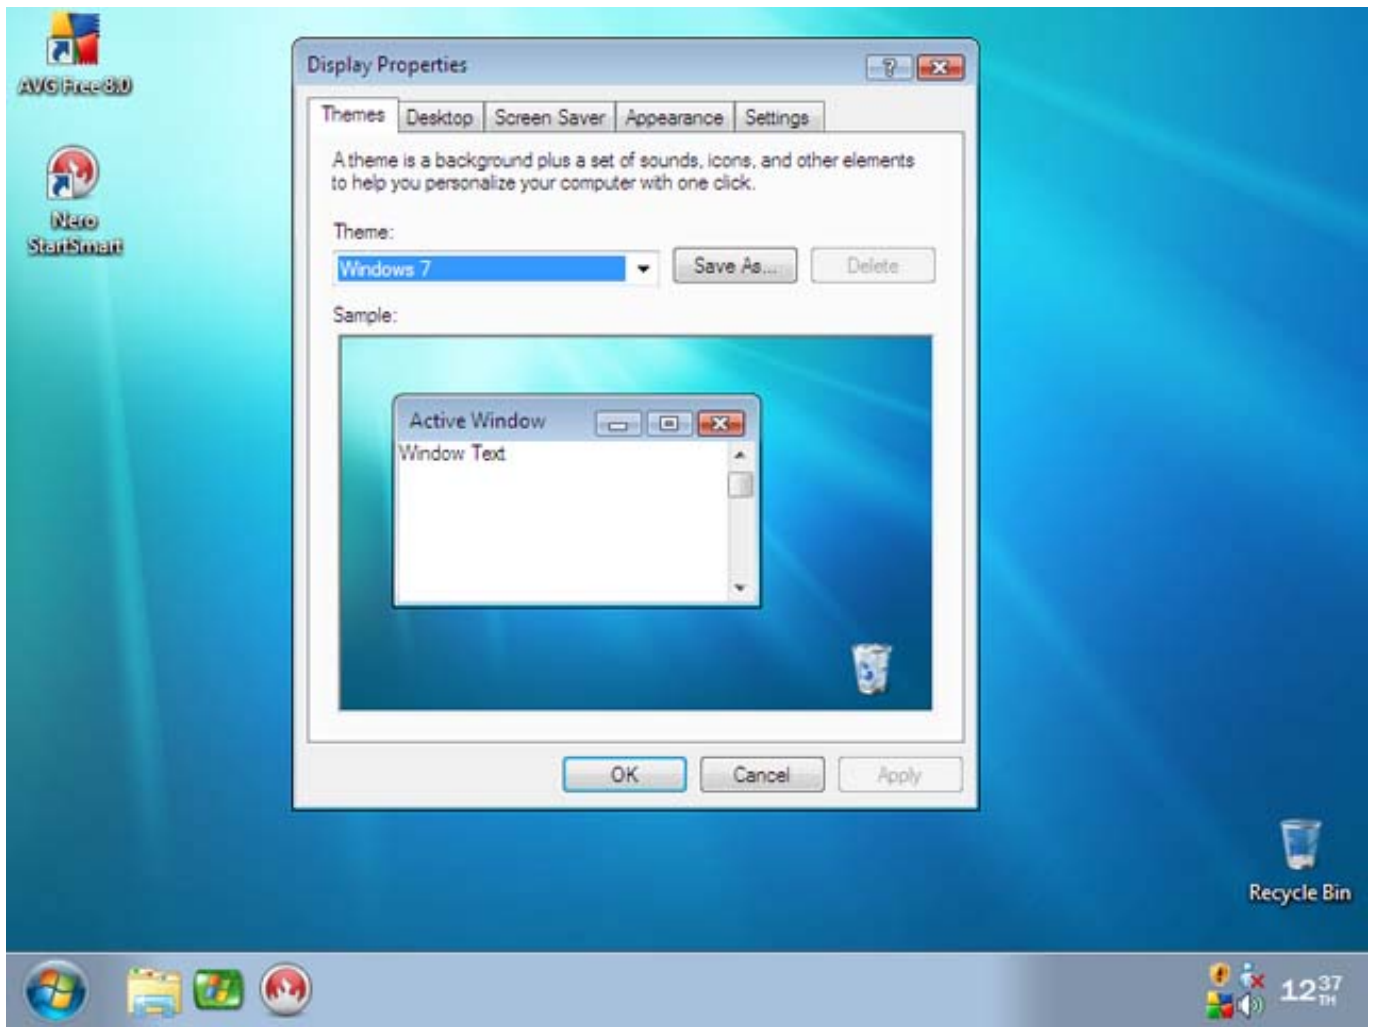 AVG Free 8.0
Nero
StartSmart
Display Properties
Themes Desktop Screen Saver Appearance Settings
A theme is a background plus a set of sounds, icons, and other elements
to help you personalize your computer with one click.
Theme:
Windows 7 Save As... Delete
Sample:
Active Window
Window Text
OK Cancel Apply
Recycle Bin
12 37
TH